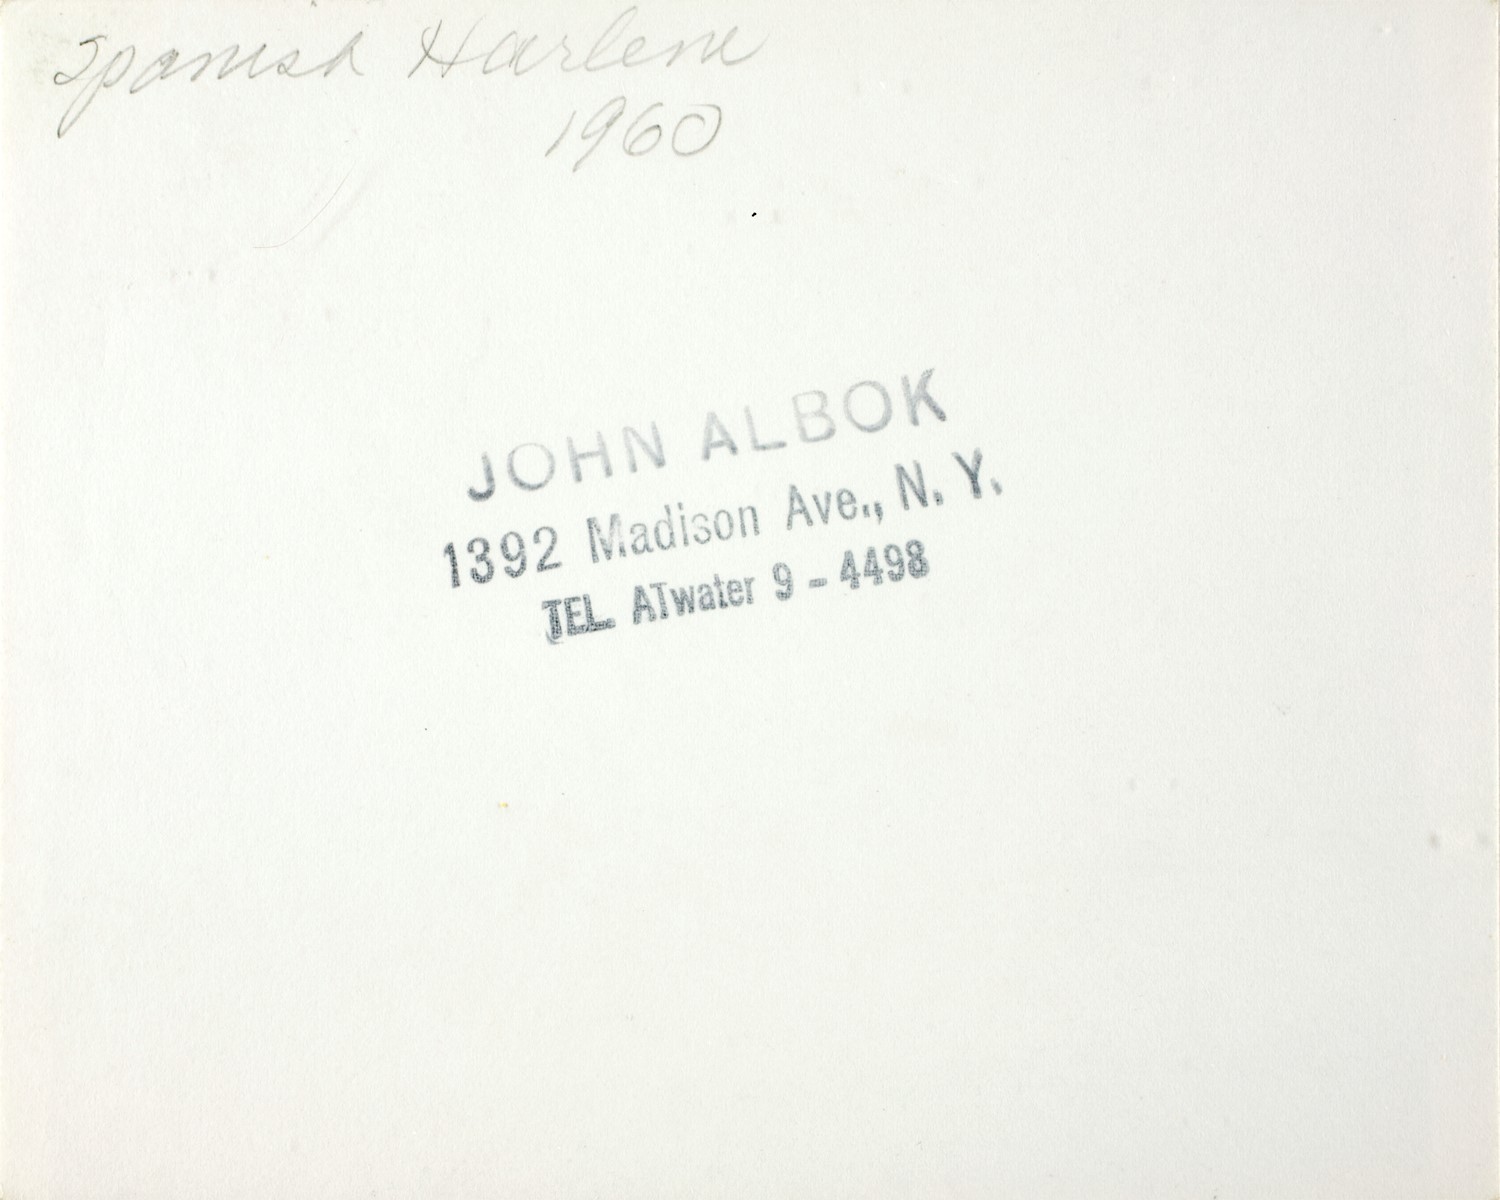 Spanish Harlem
1960
JOHN ALBOK
1392 Madison Ave., N. Y.
TEL. ATwater 9 - 4498